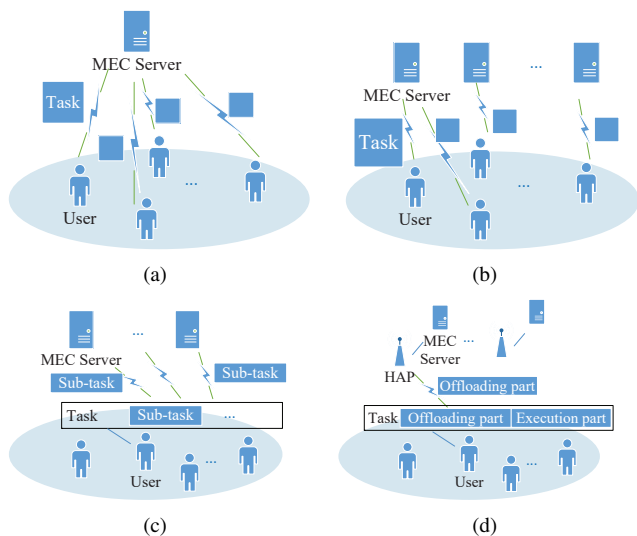 MEC Server
Task
...
User
(a)
...
MEC Server
Task
...
User
(b)
...
MEC Server
Sub-task
Sub-task
Task
Sub-task
...
...
User
(c)
MEC
Server
...
HAP
Offloading part
Task
Offloading part
Execution part
...
User
(d)